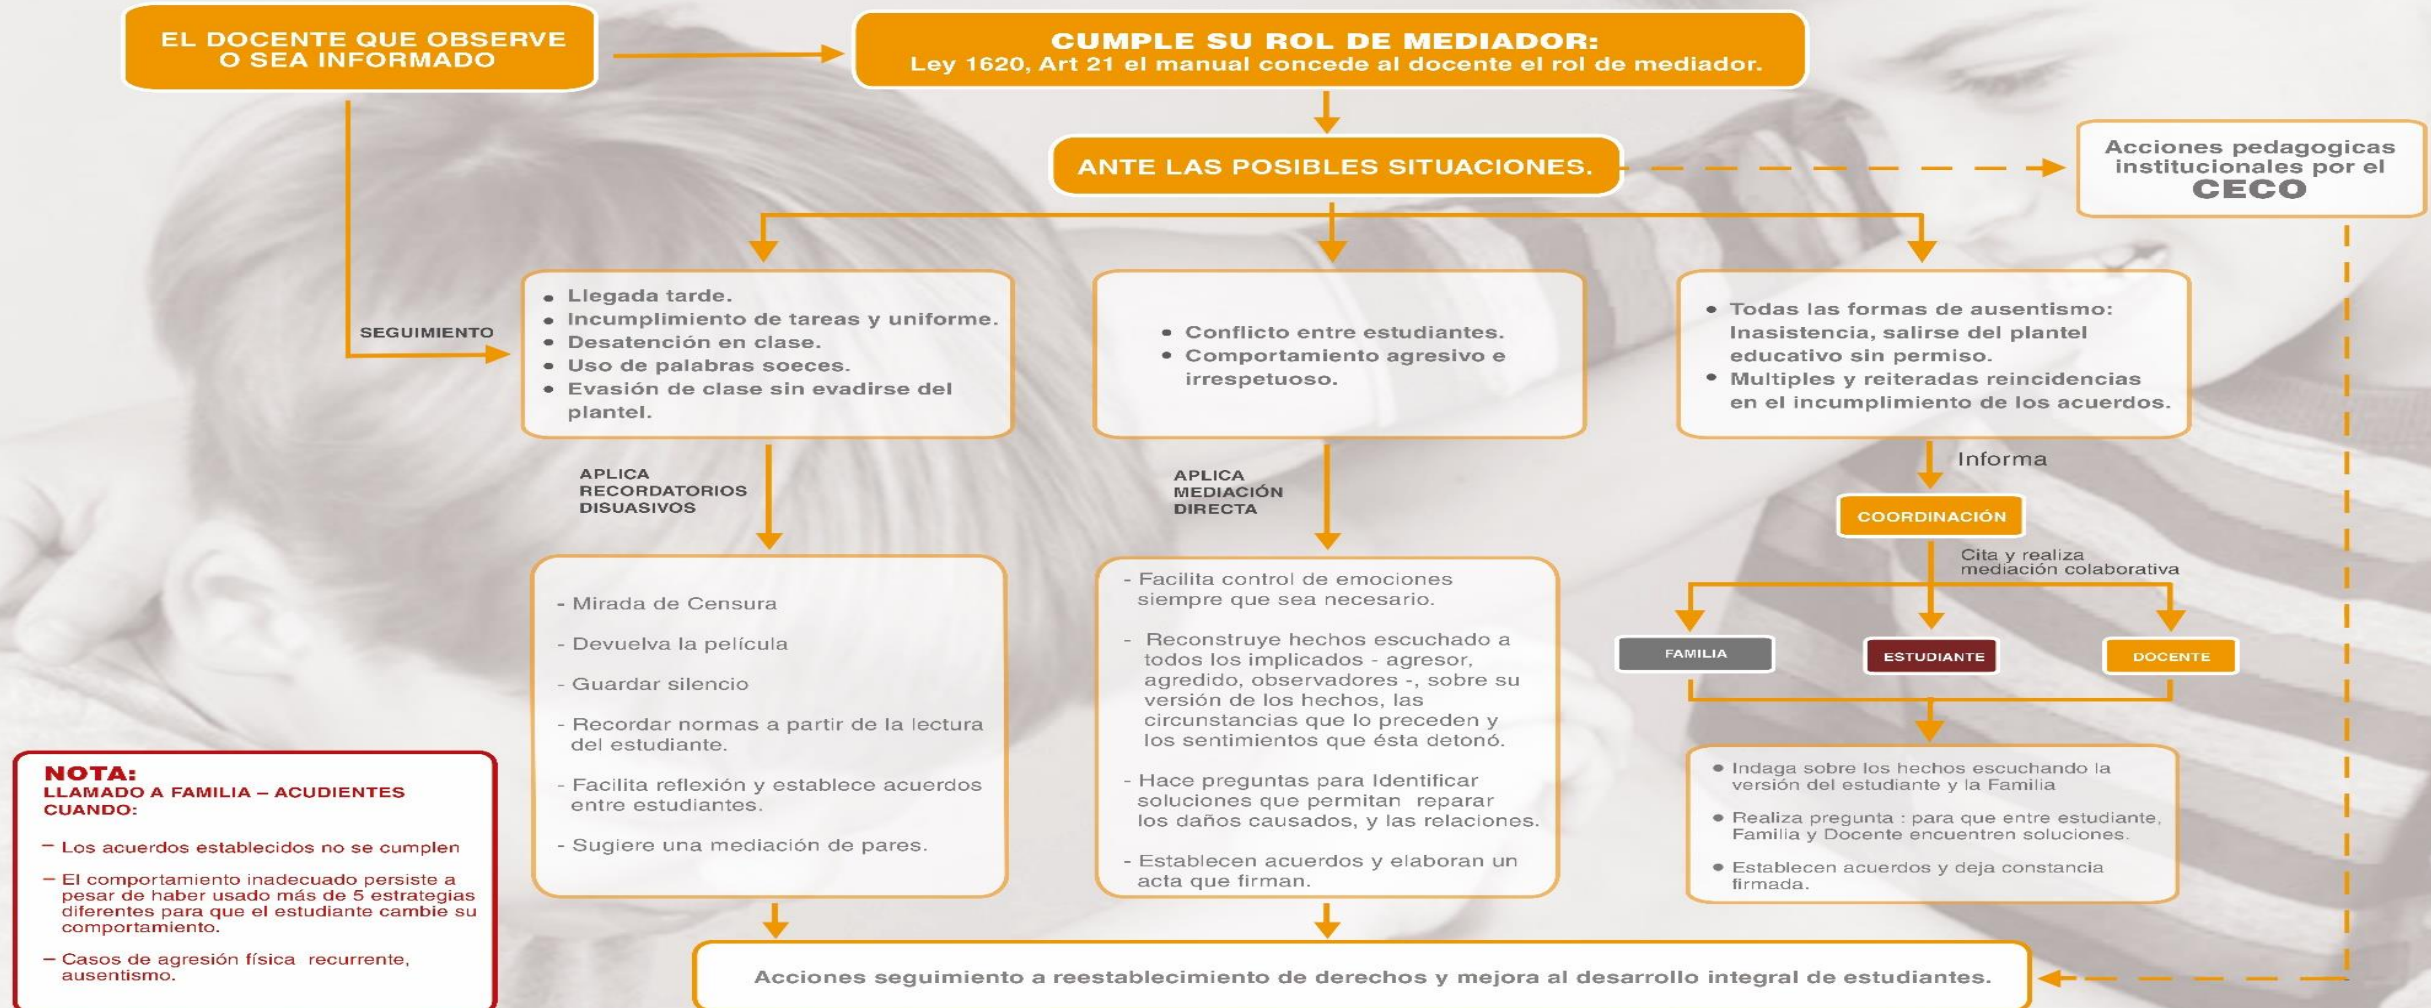 EL DOCENTE QUE OBSERVE
O SEA INFORMADO
CUMPLE SU ROL DE MEDIADOR:
Ley 1620, Art 21 el manual concede al docente el rol de mediador.
ANTE LAS POSIBLES SITUACIONES.
Acciones pedagogicas
institucionales por el
CECO
SEGUIMIENTO
• Llegada tarde.
• Incumplimiento de tareas y uniforme.
• Desatención en clase.
• Uso de palabras soeces.
• Evasión de clase sin evadirse del
plantel.
• Conflicto entre estudiantes.
• Comportamiento agresivo e
irrespetuoso.
• Todas las formas de ausentismo:
Inasistencia, salirse del plantel
educativo sin permiso.
• Multiples y reiteradas reincidencias
en el incumplimiento de los acuerdos.
APLICA
RECORDATORIOS
DISUASIVOS
APLICA
MEDIACIÓN
DIRECTA
Informa
COORDINACIÓN
Cita y realiza
mediación colaborativa
FAMILIA
ESTUDIANTE
DOCENTE
- Mirada de Censura
- Devuelva la película
- Guardar silencio
- Recordar normas a partir de la lectura
del estudiante.
- Facilita reflexión y establece acuerdos
entre estudiantes.
- Sugiere una mediación de pares.
- Facilita control de emociones
siempre que sea necesario.
- Reconstruye hechos escuchado a
todos los implicados - agresor,
agredido, observadores -, sobre su
versión de los hechos, las
circunstancias que lo preceden y
los sentimientos que ésta detonó.
- Hace preguntas para Identificar
soluciones que permitan reparar
los daños causados, y las relaciones.
- Establecen acuerdos y elaboran un
acta que firman.
• Indaga sobre los hechos escuchando la
versión del estudiante y la Familia
• Realiza pregunta : para que entre estudiante,
Familia y Docente encuentren soluciones.
• Establecen acuerdos y deja constancia
firmada.
NOTA:
LLAMADO A FAMILIA – ACUDIENTES
CUANDO:
– Los acuerdos establecidos no se cumplen
– El comportamiento inadecuado persiste a
pesar de haber usado más de 5 estrategias
diferentes para que el estudiante cambie su
comportamiento.
– Casos de agresión física recurrente,
ausentismo.
Acciones seguimiento a reestablecimiento de derechos y mejora al desarrollo integral de estudiantes.